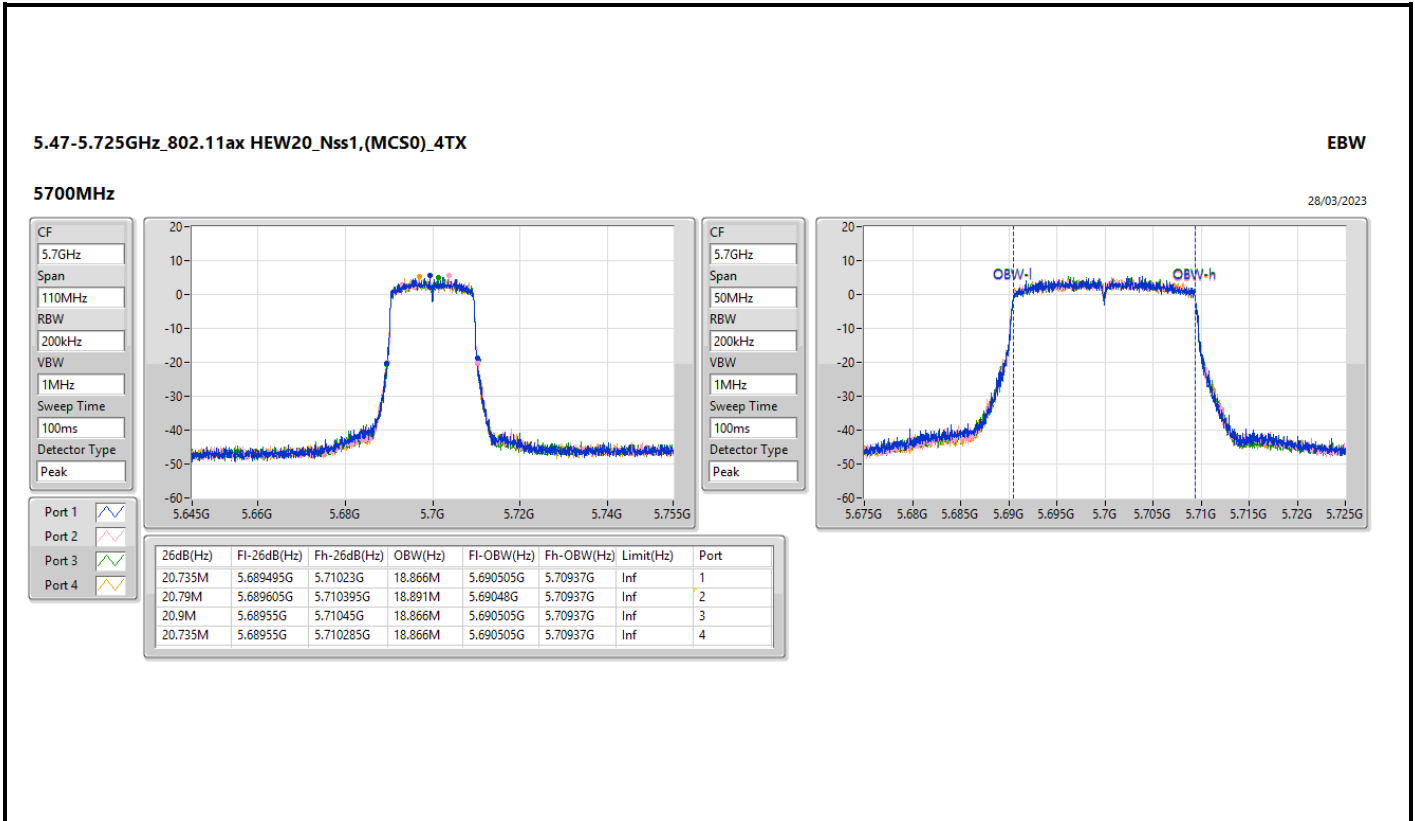 5.47-5.725GHz_802.11ax HEW20_Nss1,(MCS0)_4TX EBW
5700MHz
28/03/2023
CF
5.7GHz
Span
110MHz
RBW
200kHz
VBW
1MHz
Sweep Time
100ms
Detector Type
Peak
20
10
0
-10
-20
-30
-40
-50
-60
5.645G 5.66G 5.68G 5.7G 5.72G 5.74G 5.755G
CF
5.7GHz
Span
50MHz
RBW
200kHz
VBW
1MHz
Sweep Time
100ms
Detector Type
Peak
20
10
0
-10
-20
-30
-40
-50
-60
OBW-l OBW-h
5.675G 5.68G 5.685G 5.69G 5.695G 5.7G 5.705G 5.71G 5.715G 5.72G 5.725G
Port 1
Port 2
Port 3
Port 4
26dB(Hz) Fl-26dB(Hz) Fh-26dB(Hz) OBW(Hz) Fl-OBW(Hz) Fh-OBW(Hz) Limit(Hz) Port
20.735M 5.689495G 5.71023G 18.866M 5.690505G 5.70937G Inf 1
20.79M 5.689605G 5.710395G 18.891M 5.69048G 5.70937G Inf 2
20.9M 5.68955G 5.71045G 18.866M 5.690505G 5.70937G Inf 3
20.735M 5.68955G 5.710285G 18.866M 5.690505G 5.70937G Inf 4